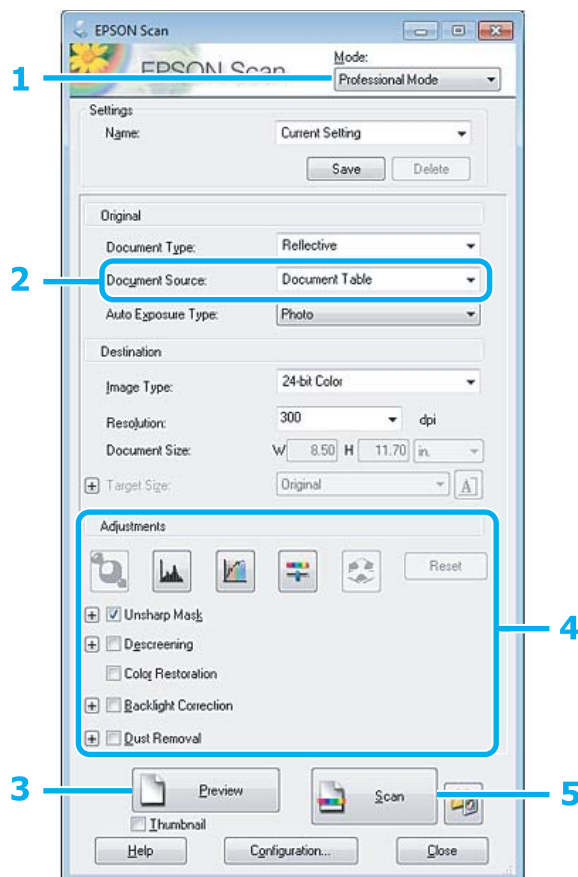 EPSON Scan
EPSON Scan
Mode:
1
Professional Mode
Settings
Name:
Current Setting
Save
Delete
Original
Document Type:
Reflective
2
Document Source:
Document Table
Auto Exposure Type:
Photo
Destination
Image Type:
24-bit Color
Resolution:
300
dpi
Document Size:
W 8.50 H 11.70 in.
Target Size:
Original
A
Adjustments
Reset
Unsharp Mask
4
Descreening
Color Restoration
Backlight Correction
Dust Removal
3
Preview
Scan
5
Thumbnail
Help
Configuration...
Close